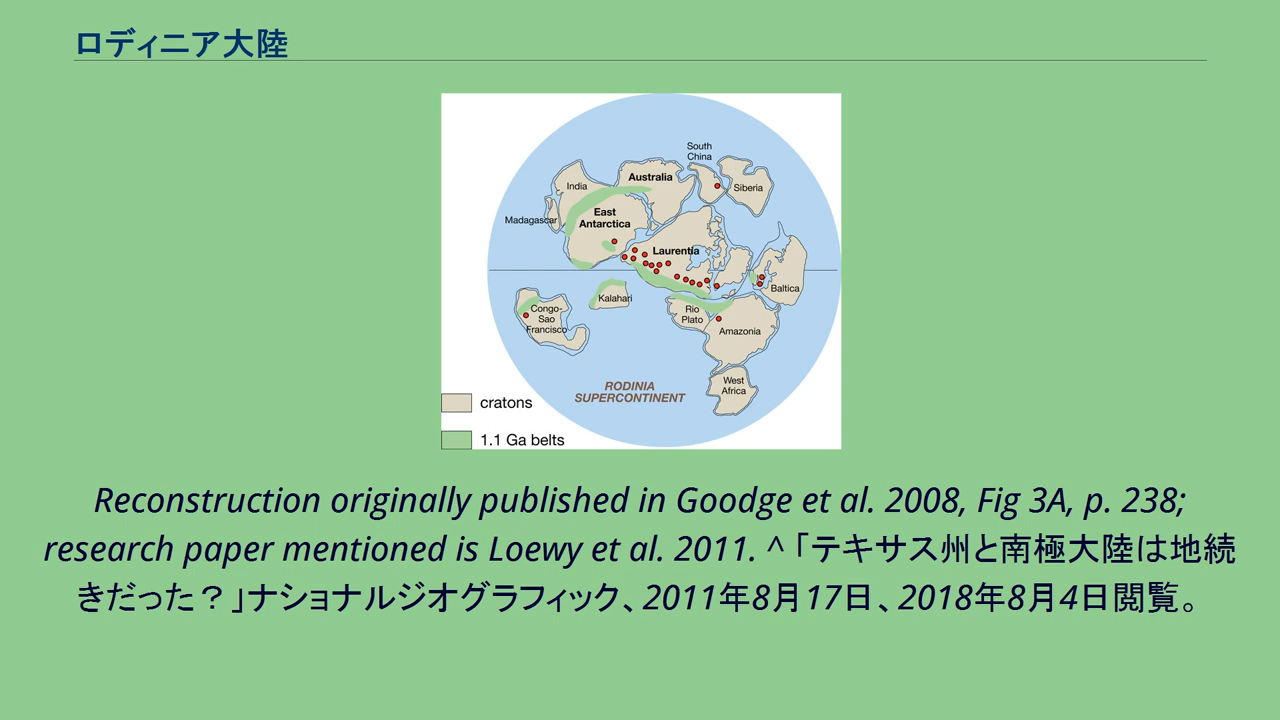 ロディニア大陸
South
China
Australia
Siberia
India
East
Antarctica
Madagascar
Laurentia
Baltica
Kalahari
Congo-
Sao
Francisco
Rio
Plato
Amazonia
West
Africa
RODINIA
SUPERCONTINENT
cratons
1.1 Ga belts
Reconstruction originally published in Goodge et al. 2008, Fig 3A, p. 238;
research paper mentioned is Loewy et al. 2011. ^ 「テキサス州と南極大陸は地続
きだった？」ナショナルジオグラフィック、2011年8月17日、2018年8月4日閲覧。